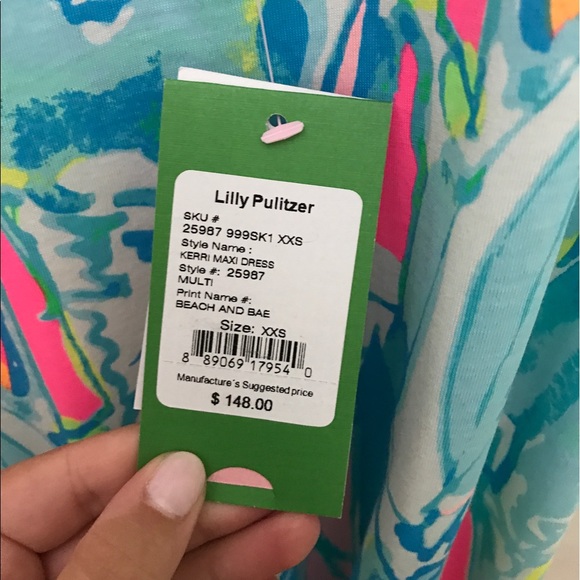 Lilly Pulitzer
SKU #
25987 999SK1 XXS
Style Name :
KERRI MAXI DRESS
Style #: 25987
MULTI
Print Name #:
BEACH AND BAE
Size: XXS
8 89069 17954 0
Manufacture's Suggested price
$ 148.00